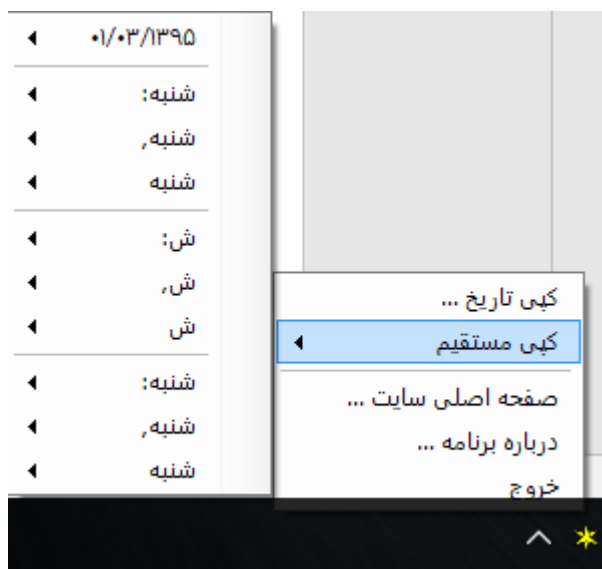 ۰۱/۰۳/۱۳۹۵
شنبه:
شنبه,
شنبه
ش:
ش,
ش
شنبه:
شنبه,
شنبه
کپی تاریخ ...
کپی مستقیم
صفحه اصلی سایت ...
درباره برنامه ...
خروج